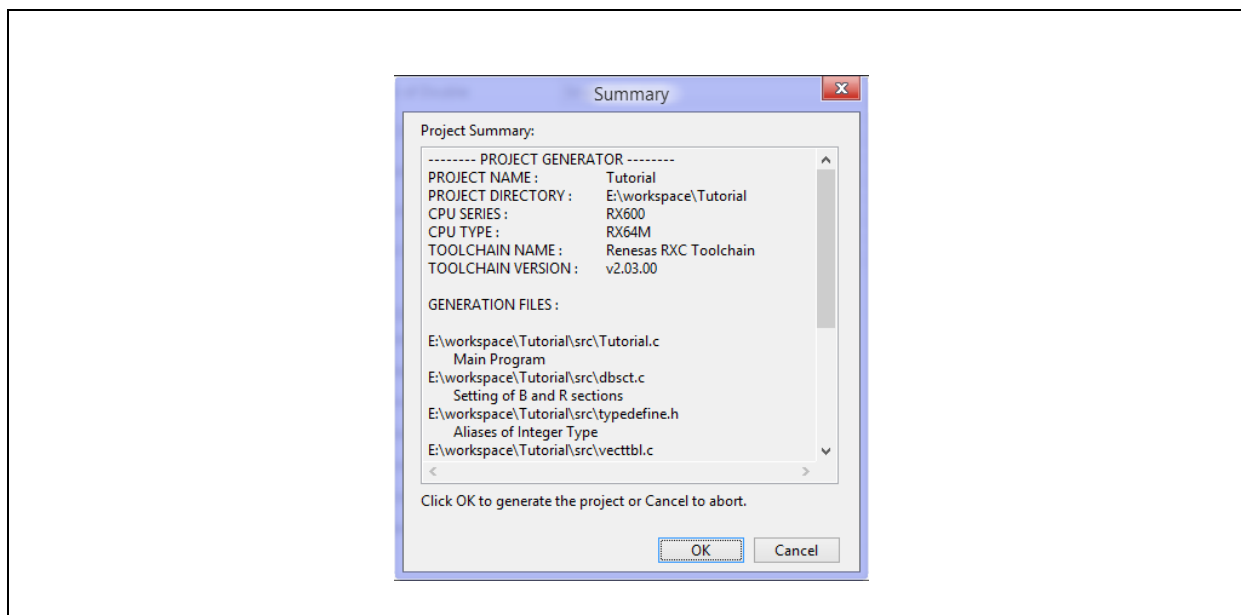 Summary
Project Summary:
-------- PROJECT GENERATOR --------
PROJECT NAME : Tutorial
PROJECT DIRECTORY : E:\workspace\Tutorial
CPU SERIES : RX600
CPU TYPE : RX64M
TOOLCHAIN NAME : Renesas RXC Toolchain
TOOLCHAIN VERSION : v2.03.00
GENERATION FILES :
E:\workspace\Tutorial\src\Tutorial.c
Main Program
E:\workspace\Tutorial\src\dbsct.c
Setting of B and R sections
E:\workspace\Tutorial\src\typedefine.h
Aliases of Integer Type
E:\workspace\Tutorial\src\vecttbl.c
Click OK to generate the project or Cancel to abort.
OK Cancel